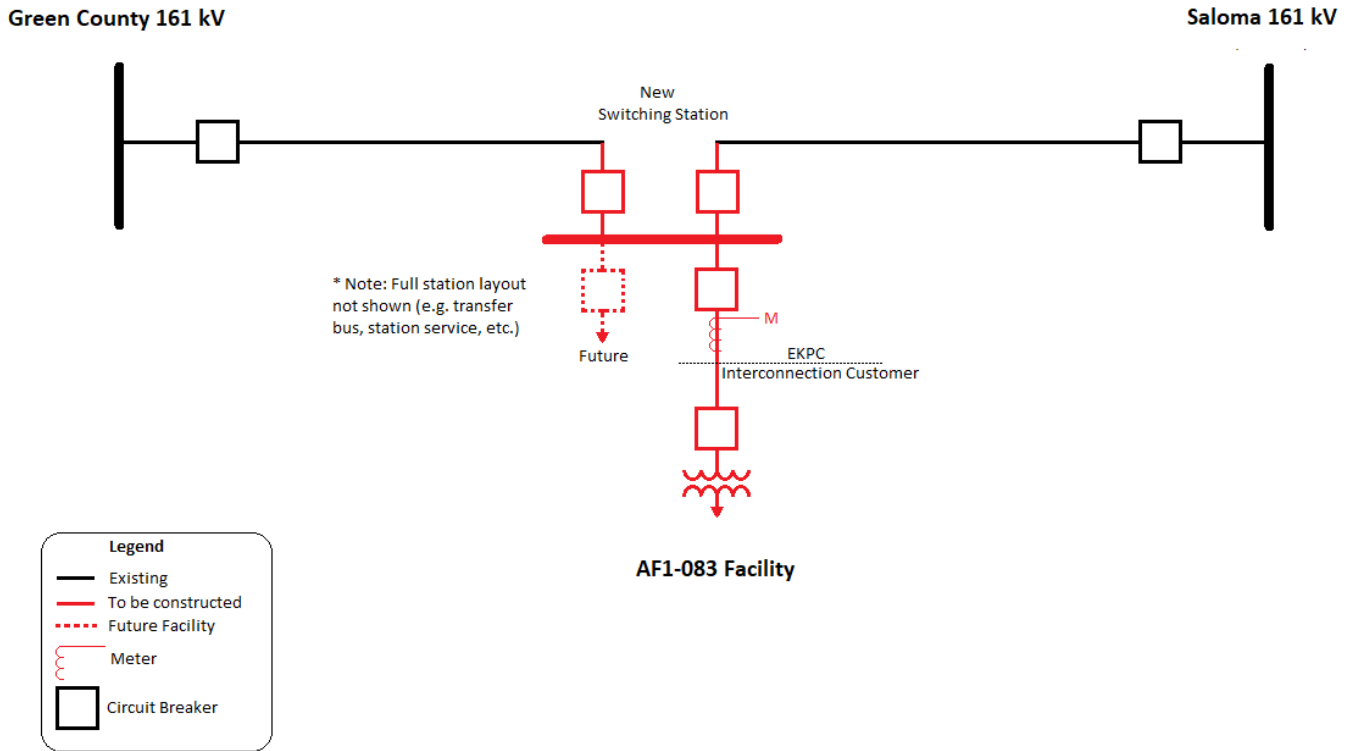 Green County 161 kV
Saloma 161 kV
New
Switching Station
* Note: Full station layout
not shown (e.g. transfer
bus, station service, etc.)
Future
M
EKPC
Interconnection Customer
AF1-083 Facility
Legend
Existing
To be constructed
Future Facility
Meter
Circuit Breaker